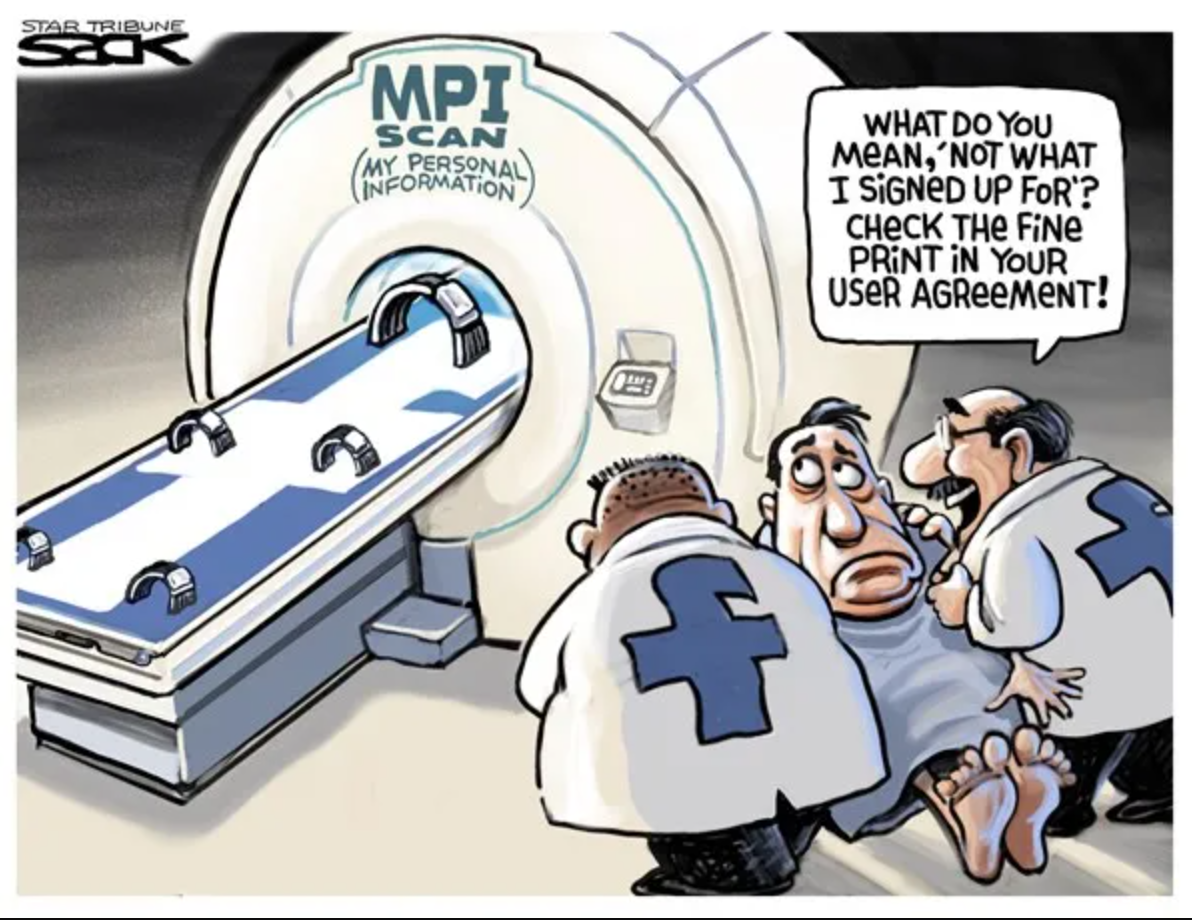 STAR TRIBUNE
SACK
MPI
SCAN
(MY PERSONAL
INFORMATION)
WHAT DO YOU
MEAN, 'NOT WHAT
I SIGNED UP FOR'?
CHECK THE FINE
PRINT IN YOUR
USER AGREEMENT!
f
f